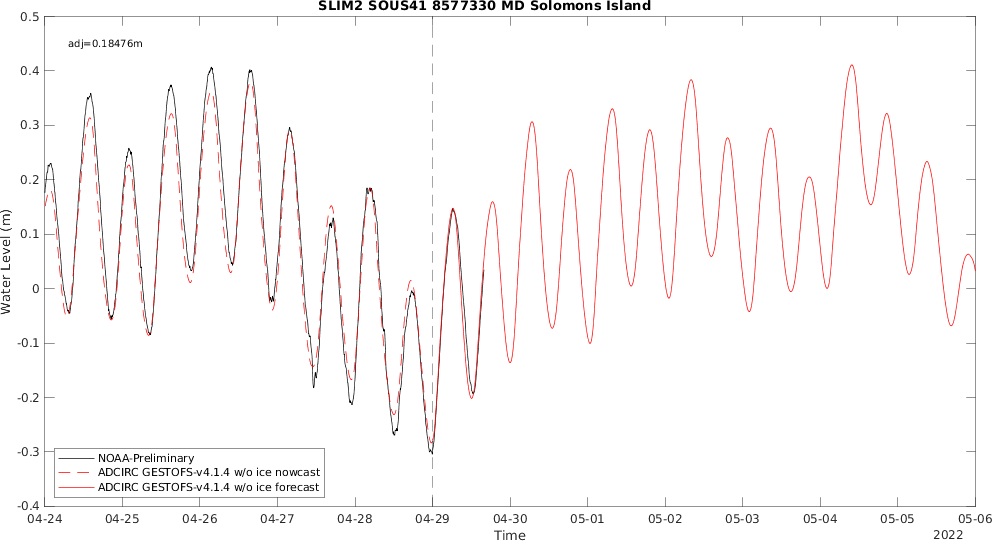 SLIM2 SOUS41 8577330 MD Solomons Island
adj=0.18476m
0.5
0.4
0.3
0.2
0.1
0
-0.1
-0.2
-0.3
-0.4
Water Level (m)
NOAA-Preliminary
ADCIRC GESTOFS-v4.1.4 w/o ice nowcast
ADCIRC GESTOFS-v4.1.4 w/o ice forecast
04-24 04-25 04-26 04-27 04-28 04-29 04-30 05-01 05-02 05-03 05-04 05-05 05-06
Time
2022